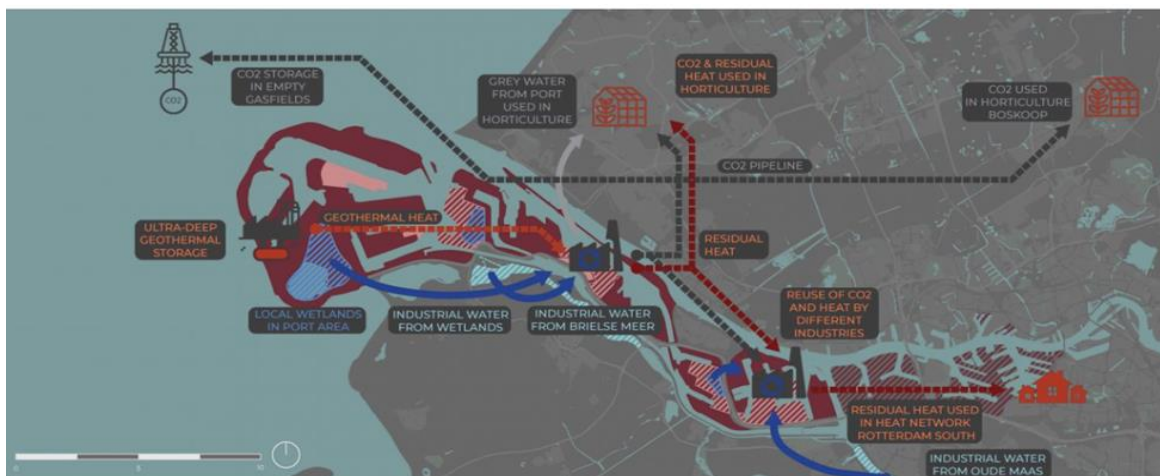 CO2 STORAGE
IN EMPTY
GASFIELDS
CO2
GREY WATER
FROM PORT
USED IN
HORTICULTURE
CO2 & RESIDUAL
HEAT USED IN
HORTICULTURE
CO2 USED
IN HORTICULTURE
BOSKOOP
CO2 PIPELINE
ULTRA-DEEP
GEOTHERMAL
STORAGE
GEOTHERMAL HEAT
RESIDUAL
HEAT
LOCAL WETLANDS
IN PORT AREA
INDUSTRIAL WATER
FROM WETLANDS
INDUSTRIAL WATER
FROM BRIELSE MEER
REUSE OF CO2
AND HEAT BY
DIFFERENT
INDUSTRIES
RESIDUAL HEAT USED
IN HEAT NETWORK
ROTTERDAM SOUTH
INDUSTRIAL WATER
FROM OUDE MAAS
0 5 10